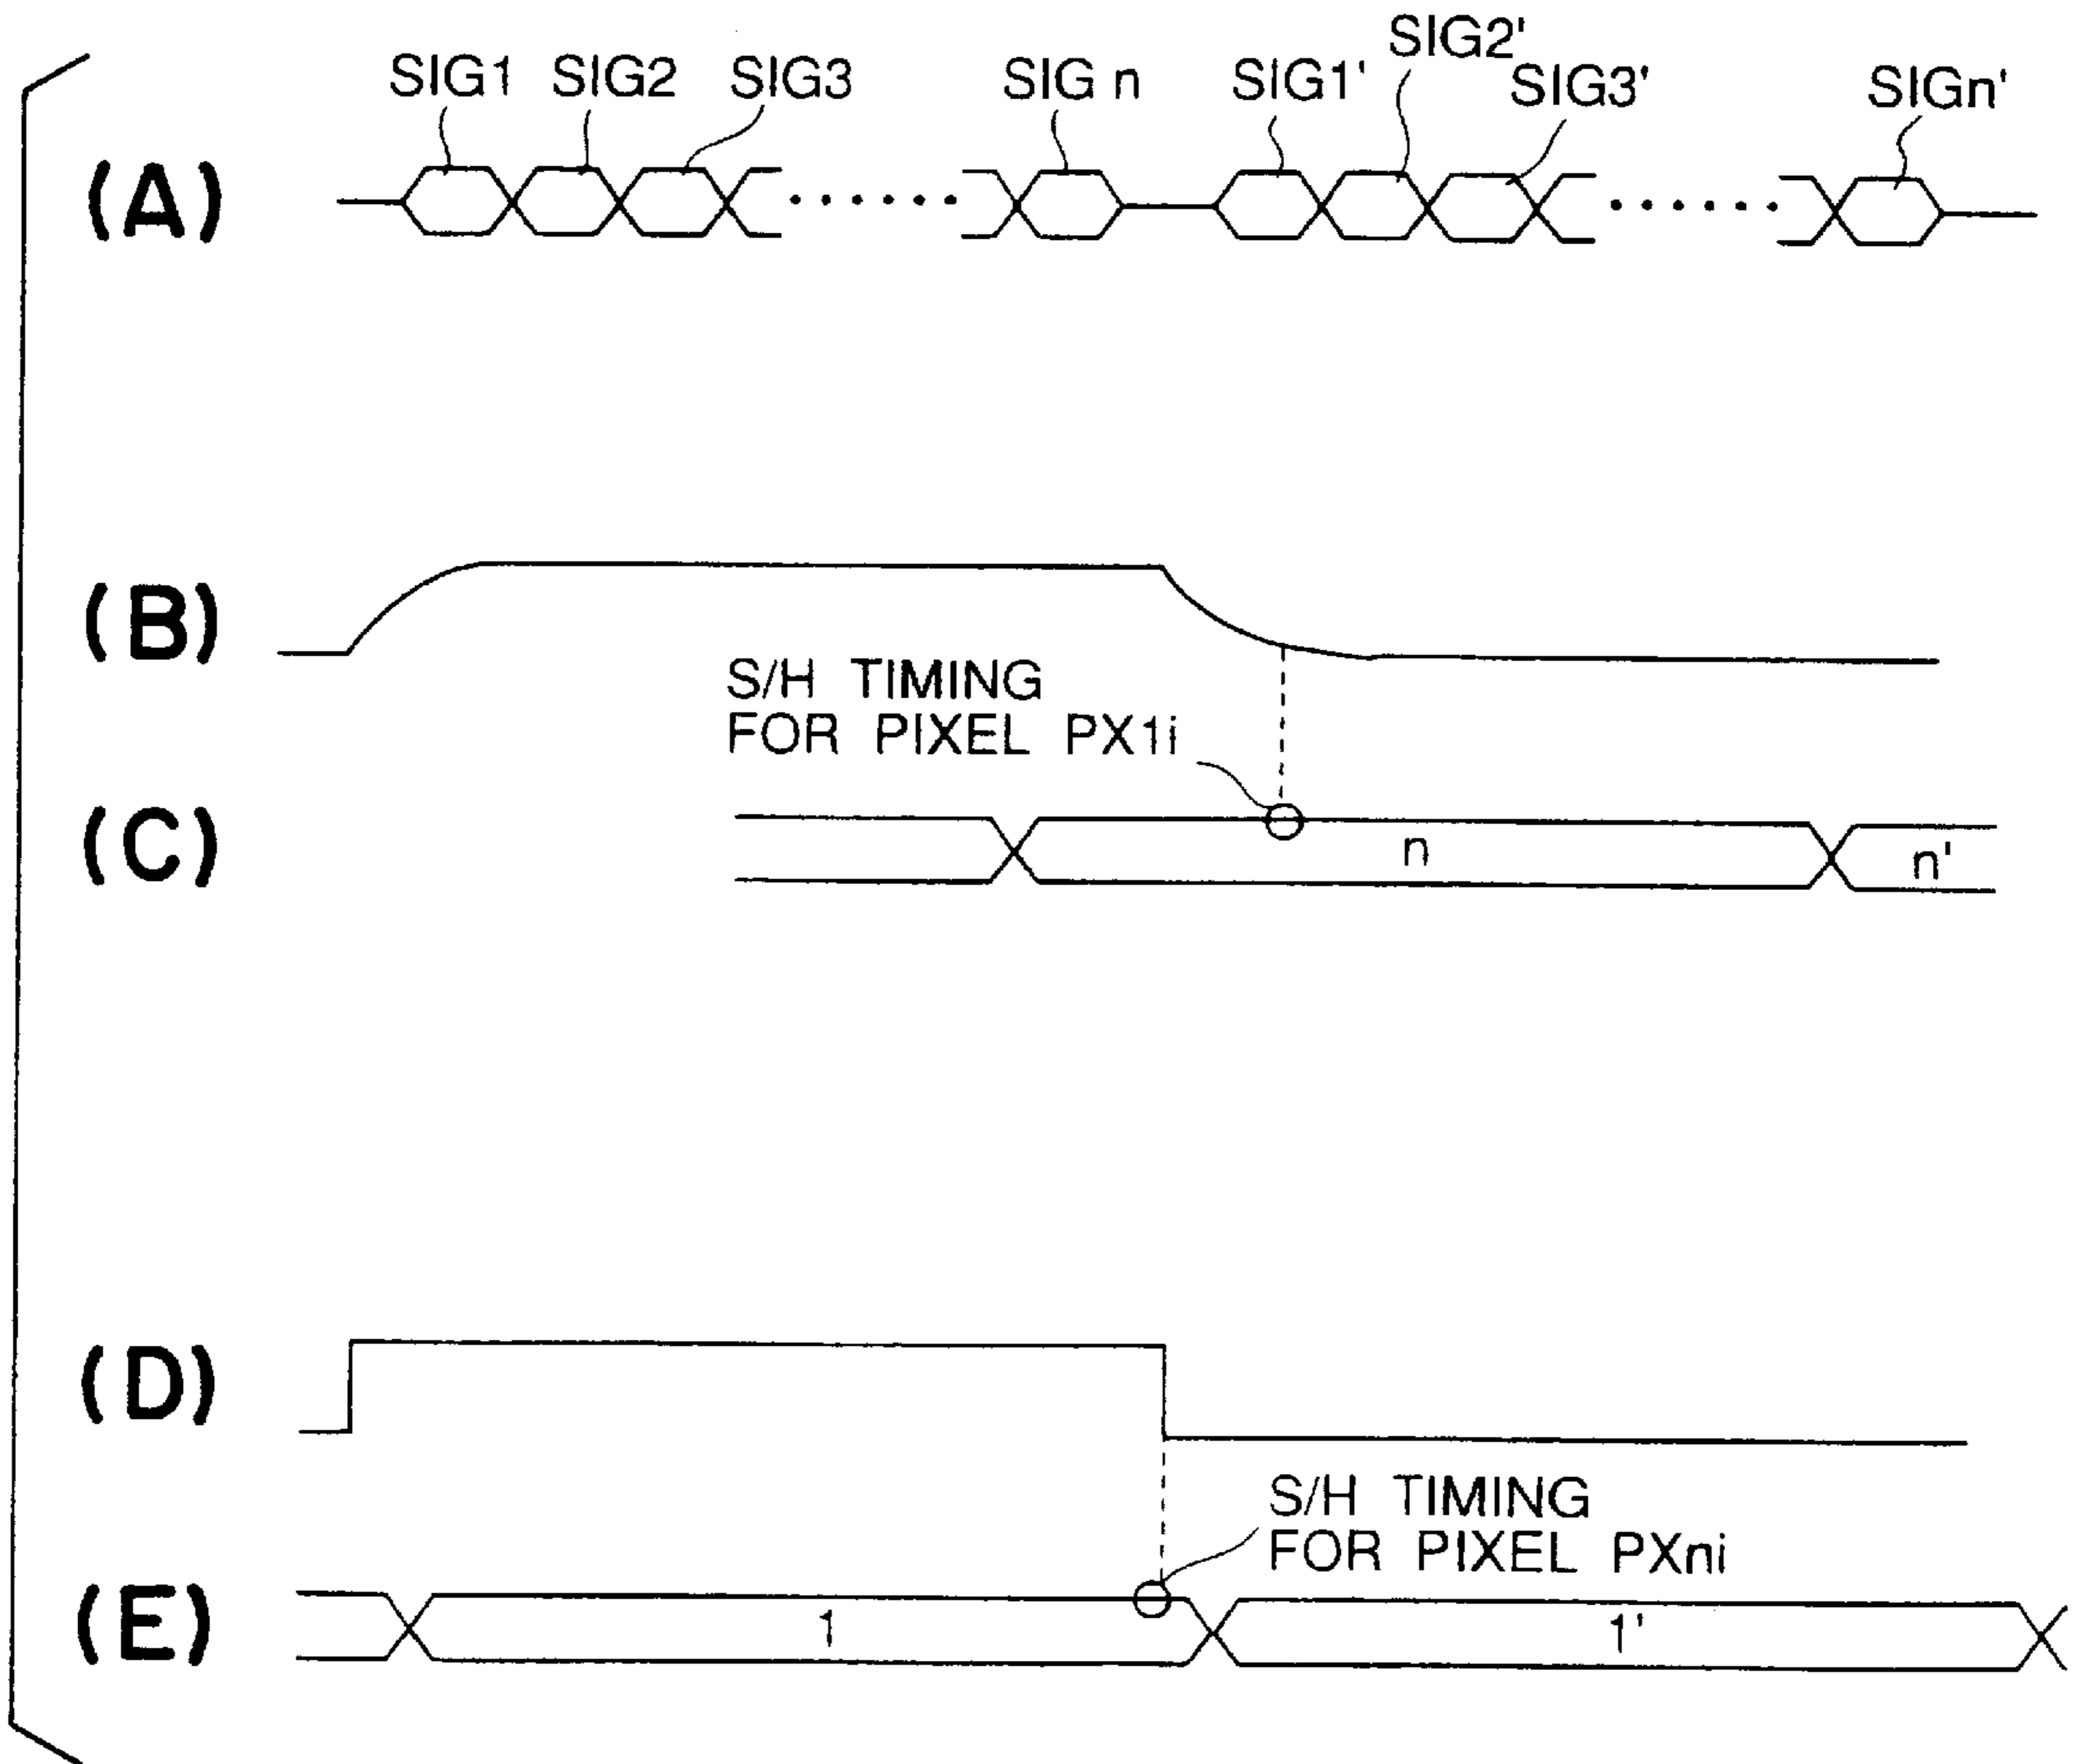 SIG1 SIG2 SIG3 SIG n SIG1' SIG2' SIG3' SIGn'
(A)
(B)
S/H TIMING
FOR PIXEL PX1i
(C)
n
n'
(D)
S/H TIMING
FOR PIXEL PXni
(E)
1
1'